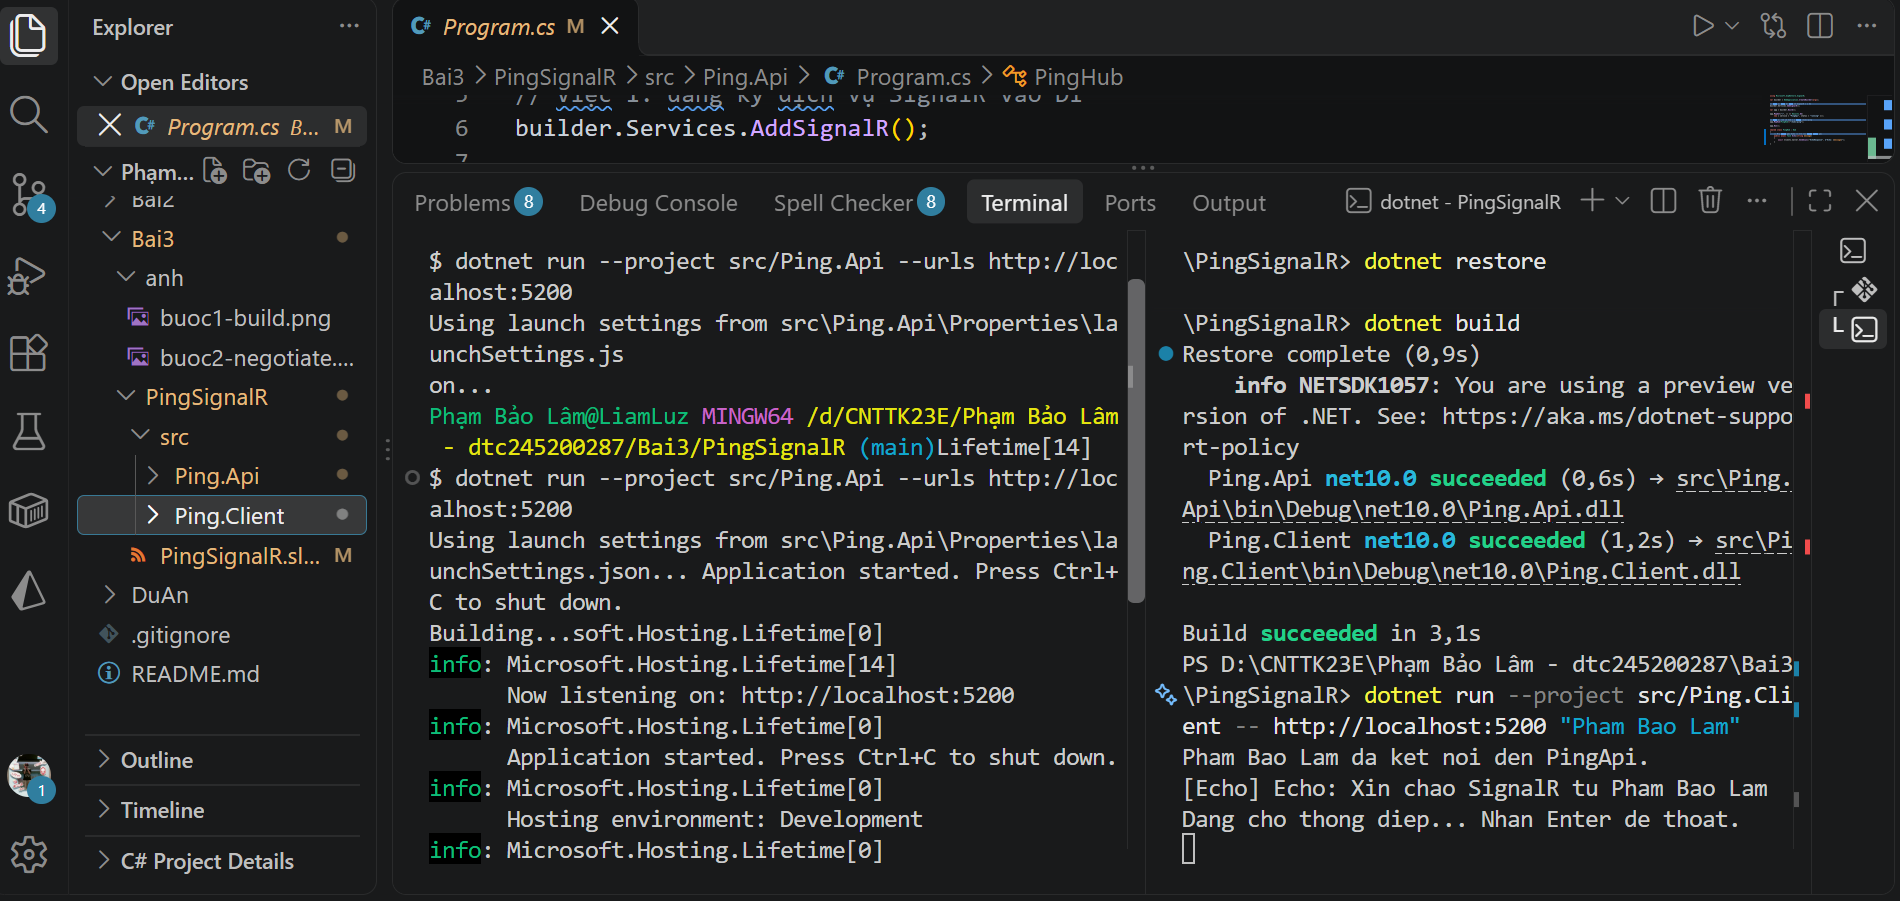 Explorer
Open Editors
Program.cs B... M
Phạm...
Bai2
Bai3
anh
buoc1-build.png
buoc2-negotiate....
PingSignalR
src
Ping.Api
Ping.Client
PingSignalR.sl... M
DuAn
.gitignore
README.md
Outline
Timeline
C# Project Details
4
1
Program.cs M
Bai3 > PingSignalR > src > Ping.Api > Program.cs > PingHub
5 // Việc 1: đăng ký dịch vụ SignalR vào DI
6 builder.Services.AddSignalR();
7
Problems 8 Debug Console Spell Checker 8 Terminal Ports Output dotnet - PingSignalR
$ dotnet run --project src/Ping.Api --urls http://loc
alhost:5200
Using launch settings from src\Ping.Api\Properties\la
unchSettings.js
on...
Phạm Bảo Lâm@LiamLuz MINGW64 /d/CNTTK23E/Phạm Bảo Lâm
- dtc245200287/Bai3/PingSignalR (main)Lifetime[14]
$ dotnet run --project src/Ping.Api --urls http://loc
alhost:5200
Using launch settings from src\Ping.Api\Properties\la
unchSettings.json... Application started. Press Ctrl+
C to shut down.
Building...soft.Hosting.Lifetime[0]
info: Microsoft.Hosting.Lifetime[14]
Now listening on: http://localhost:5200
info: Microsoft.Hosting.Lifetime[0]
Application started. Press Ctrl+C to shut down.
info: Microsoft.Hosting.Lifetime[0]
Hosting environment: Development
info: Microsoft.Hosting.Lifetime[0]
\PingSignalR> dotnet restore
\PingSignalR> dotnet build
Restore complete (0,9s)
info NETSDK1057: You are using a preview ve
rsion of .NET. See: https://aka.ms/dotnet-suppo
rt-policy
Ping.Api net10.0 succeeded (0,6s) → src\Ping.
Api\bin\Debug\net10.0\Ping.Api.dll
Ping.Client net10.0 succeeded (1,2s) → src\Pi
ng.Client\bin\Debug\net10.0\Ping.Client.dll
Build succeeded in 3,1s
PS D:\CNTTK23E\Phạm Bảo Lâm - dtc245200287\Bai3
\PingSignalR> dotnet run --project src/Ping.Cli
ent -- http://localhost:5200 "Pham Bao Lam"
Pham Bao Lam da ket noi den PingApi.
[Echo] Echo: Xin chao SignalR tu Pham Bao Lam
Dang cho thong diep... Nhan Enter de thoat.